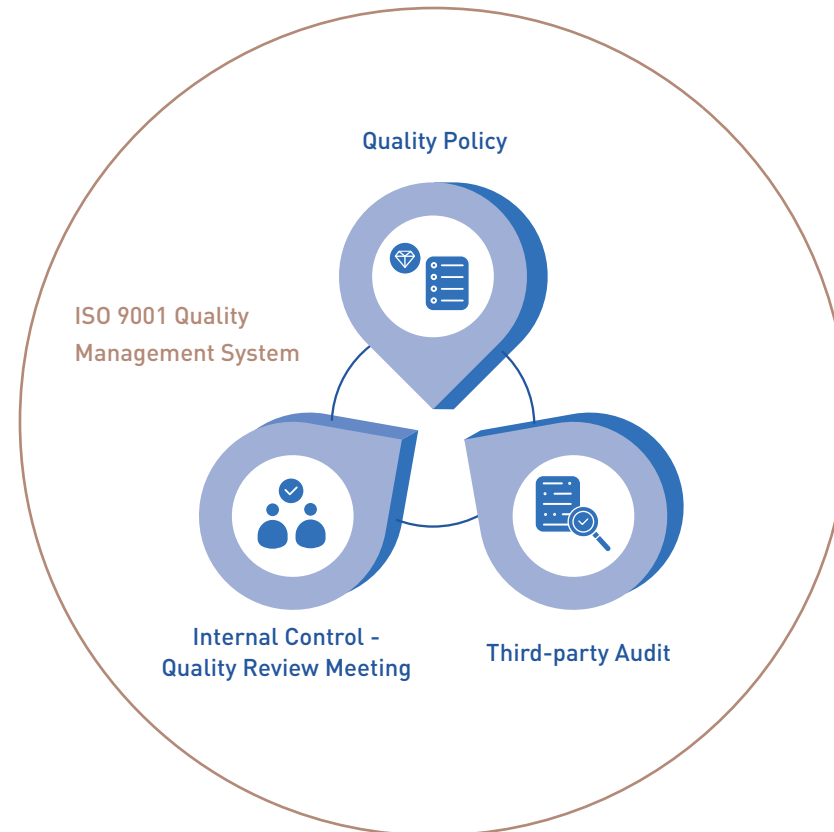 Quality Policy
ISO 9001 Quality
Management System
Internal Control -
Quality Review Meeting
Third-party Audit